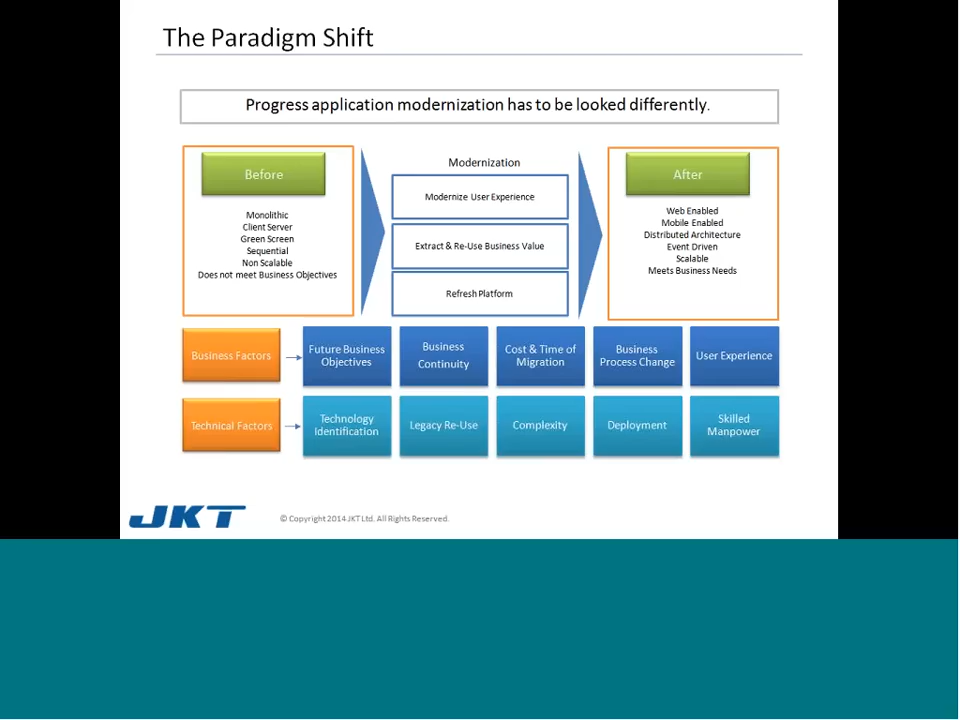 The Paradigm Shift
Progress application modernization has to be looked differently.
Before
Monolithic
Client Server
Green Screen
Sequential
Non Scalable
Does not meet Business Objectives
Modernization
Modernize User Experience
Extract & Re-Use Business Value
Refresh Platform
After
Web Enabled
Mobile Enabled
Distributed Architecture
Event Driven
Scalable
Meets Business Needs
Business Factors
Future Business
Objectives
Business
Continuity
Cost & Time of
Migration
Business
Process Change
User Experience
Technical Factors
Technology
Identification
Legacy Re-Use
Complexity
Deployment
Skilled
Manpower
JKT
© Copyright 2014 JKT Ltd. All Rights Reserved.